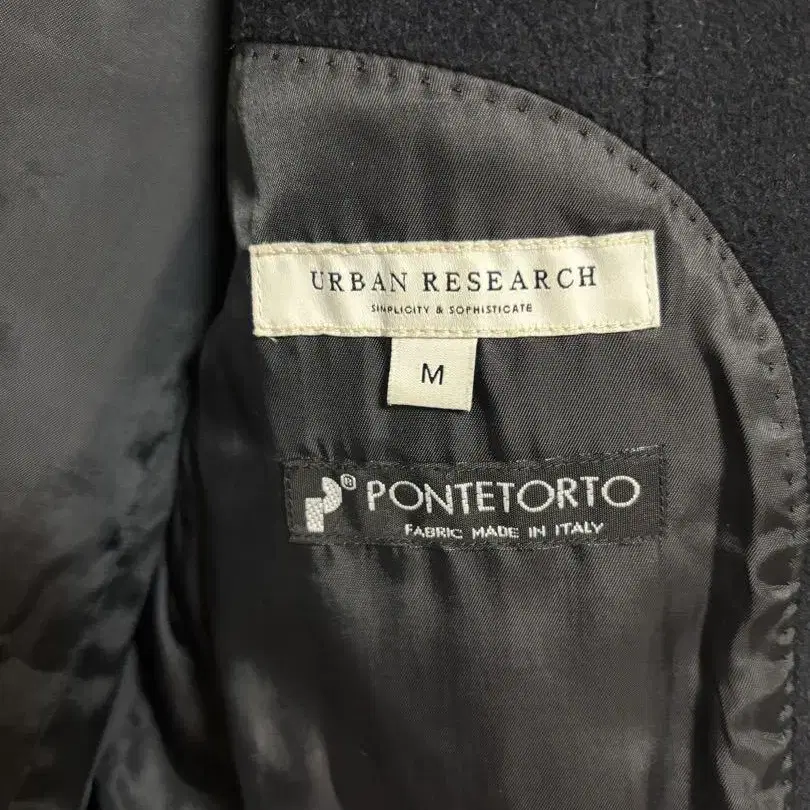 URBAN RESEARCH
SIMPLICITY & SOPHISTICATE
M
P® PONTETORTO
FABRIC MADE IN ITALY